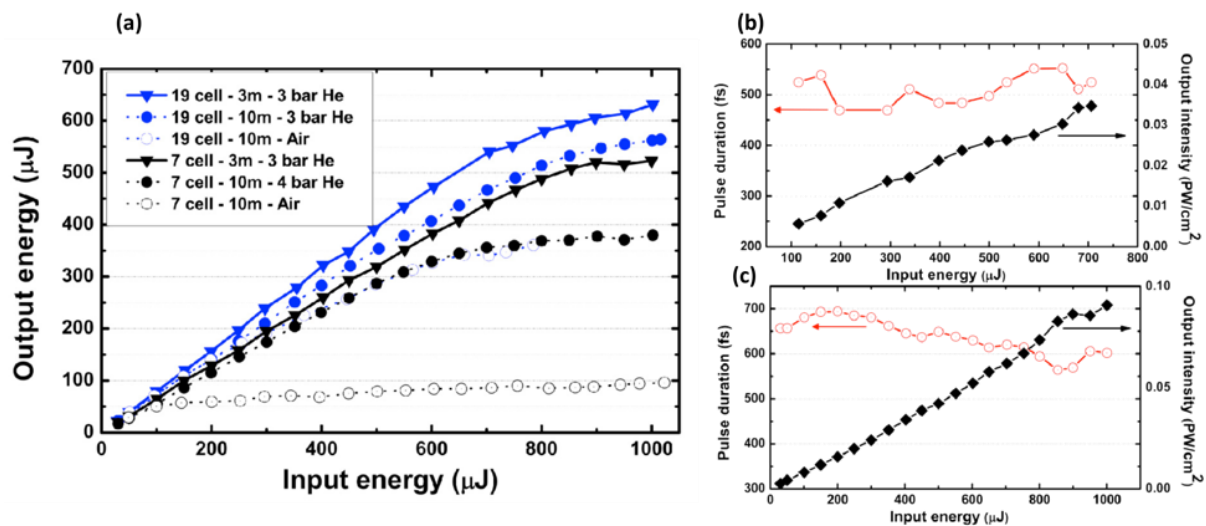 (a)
700
600
500
400
300
200
100
0
Output energy (µJ)
19 cell - 3m - 3 bar He
19 cell - 10m - 3 bar He
19 cell - 10m - Air
7 cell - 3m - 3 bar He
7 cell - 10m - 4 bar He
7 cell - 10m - Air
200 400 600 800 1000
Input energy (µJ)
(b)
600
550
500
450
400
350
300
250
200
Pulse duration (fs)
0.05
0.04
0.03
0.02
0.01
0.00
Output intensity (PW/cm²)
100 200 300 400 500 600 700 800
Input energy (µJ)
(c)
700
600
500
400
300
Pulse duration (fs)
0.10
0.05
0.00
Output intensity (PW/cm²)
0 200 400 600 800 1000
Input energy (µJ)